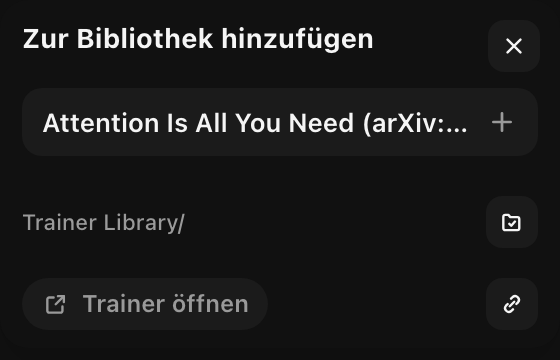 Zur Bibliothek hinzufügen
Attention Is All You Need (arXiv:...
Trainer Library/
Trainer öffnen